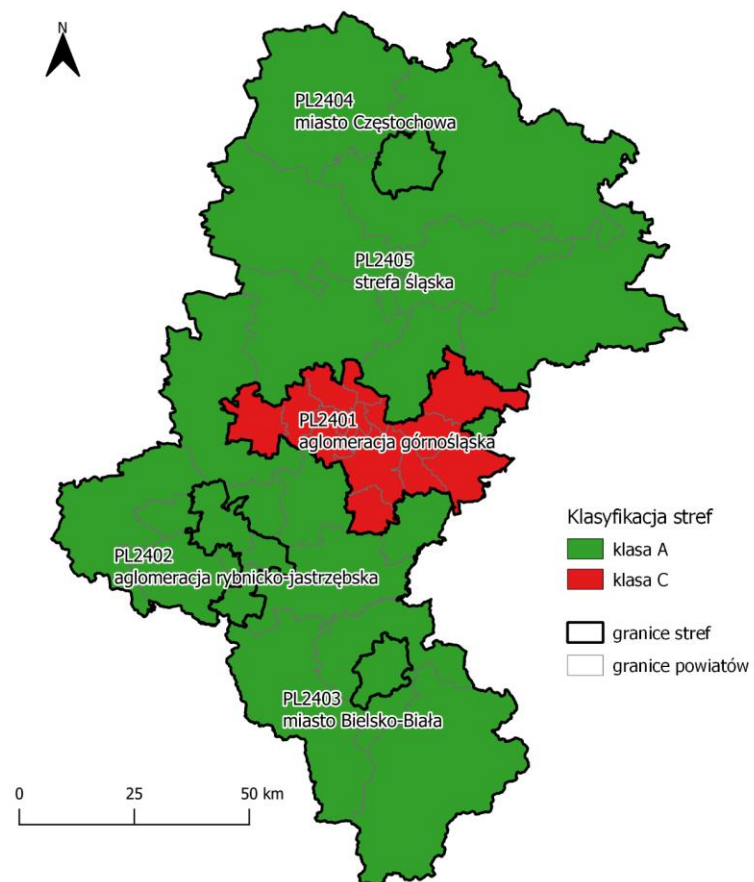 N
PL2404
miasto Częstochowa
PL2405
strefa śląska
PL2401
aglomeracja górnośląska
PL2402
aglomeracja rybnicko-jastrzębska
PL2403
miasto Bielsko-Biała
Klasyfikacja stref
klasa A
klasa C
granice stref
granice powiatów
0 25 50 km